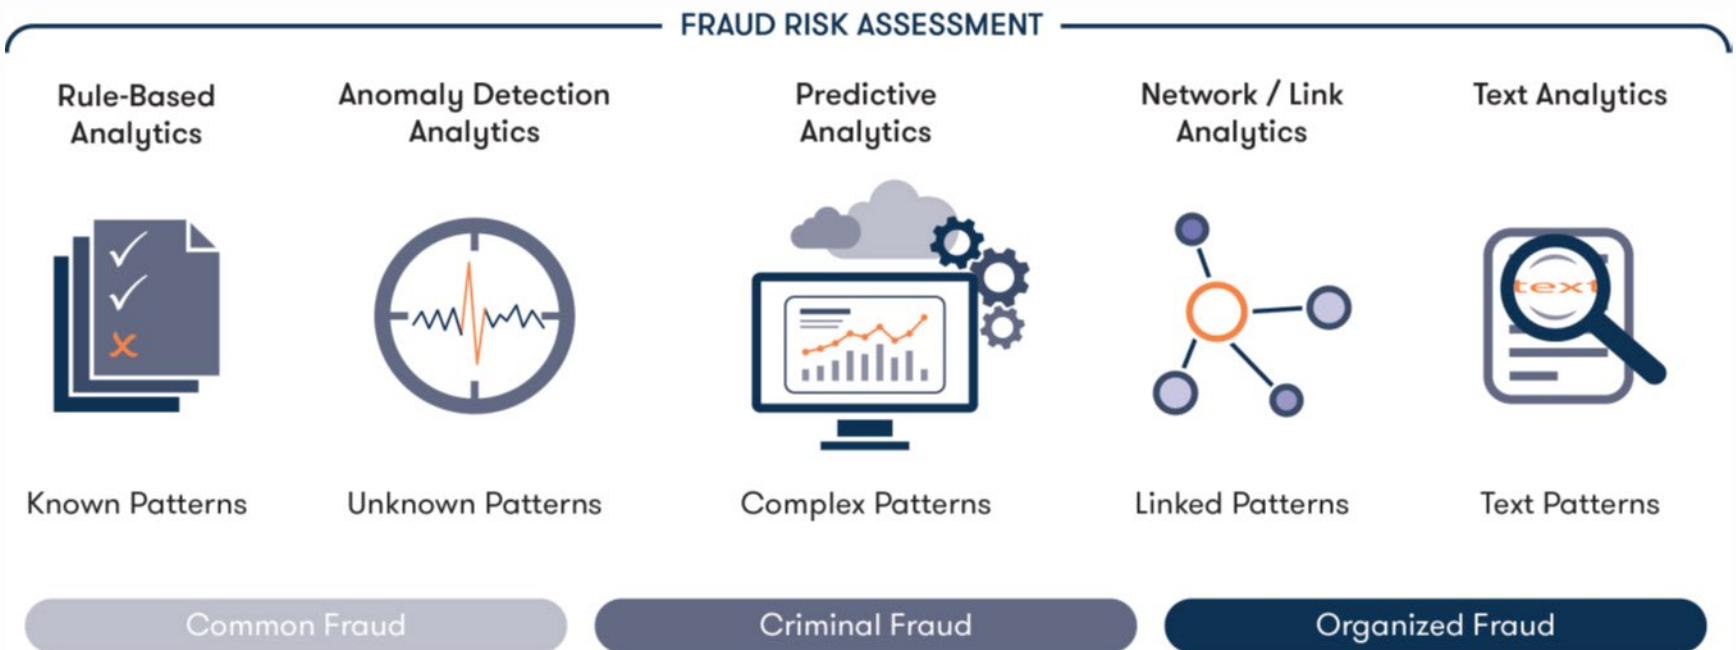 FRAUD RISK ASSESSMENT
Rule-Based
Analytics
Anomaly Detection
Analytics
Predictive
Analytics
Network / Link
Analytics
Text Analytics
text
Known Patterns
Unknown Patterns
Complex Patterns
Linked Patterns
Text Patterns
Common Fraud
Criminal Fraud
Organized Fraud